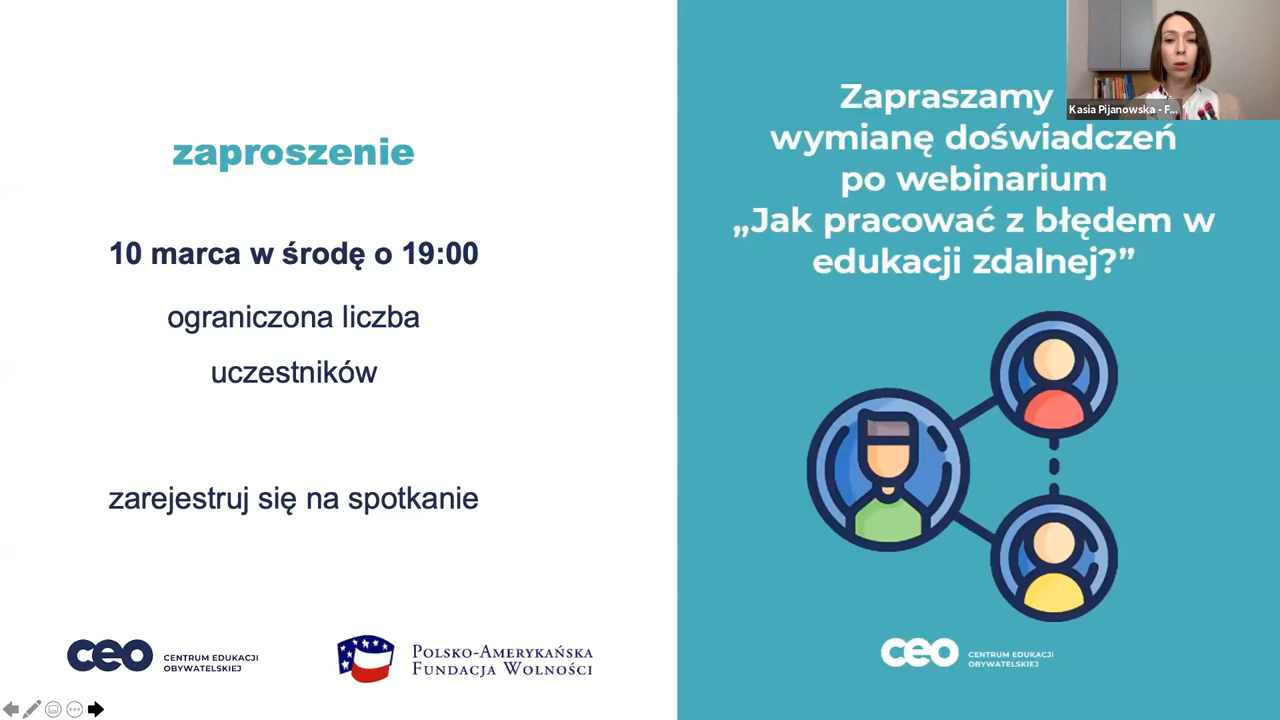 zaproszenie
10 marca w środę o 19:00
ograniczona liczba
uczestników
zarejestruj się na spotkanie
ceo CENTRUM EDUKACJI
OBYWATELSKIEJ
POLSKO-AMERYKAŃSKA
FUNDACJA WOLNOŚCI
Zapraszamy
wymianę doświadczeń
po webinarium
„Jak pracować z błędem w
edukacji zdalnej?”
ceo CENTRUM EDUKACJI
OBYWATELSKIEJ
Kasia Pijanowska - F...